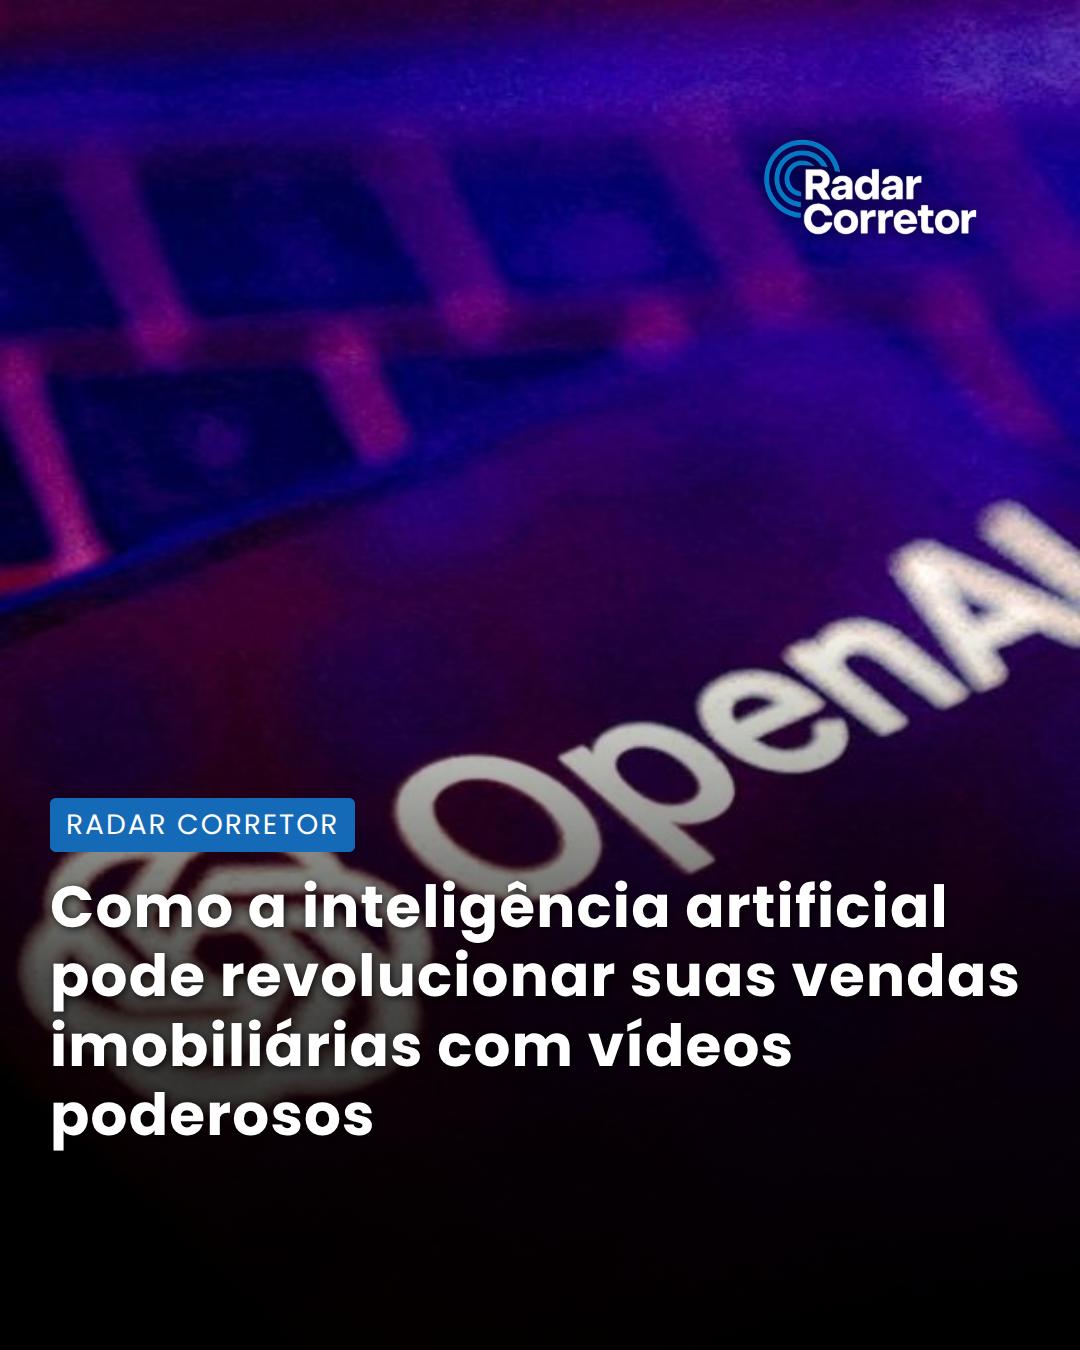 Radar
Corretor
OpenAI
RADAR CORRETOR
Como a inteligência artificial
pode revolucionar suas vendas
imobiliárias com vídeos
poderosos